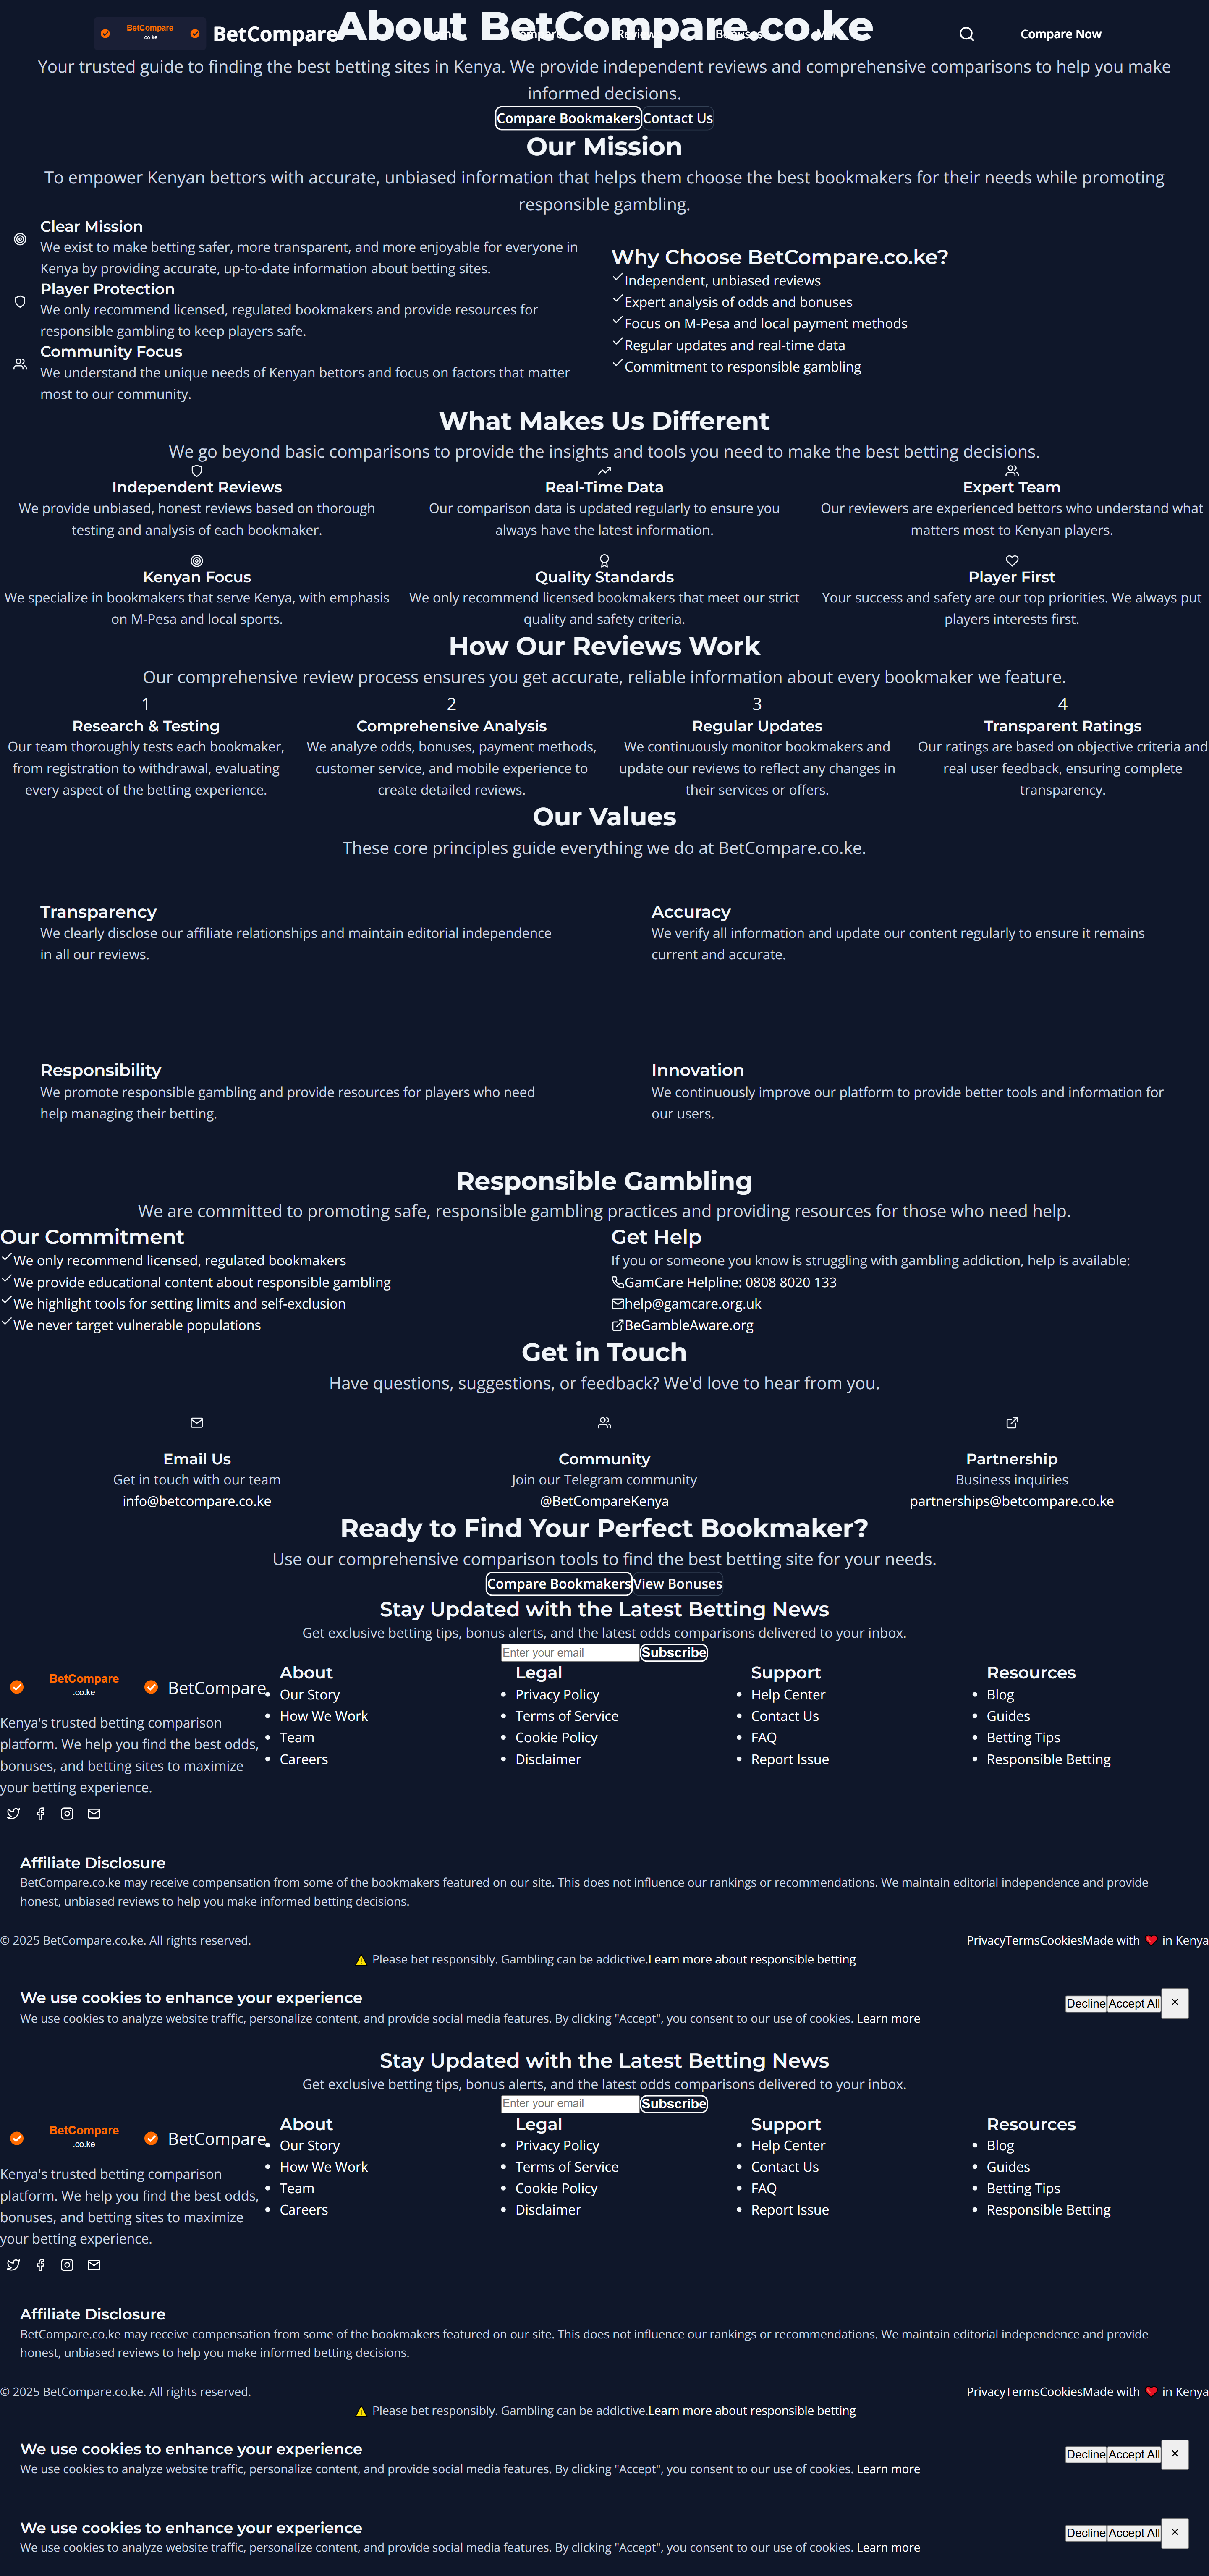 BetCompare
.co.ke
BetCompare
Compare Now
About BetCompare.co.ke
Your trusted guide to finding the best betting sites in Kenya. We provide independent reviews and comprehensive comparisons to help you make
informed decisions.
Compare Bookmakers
Contact Us
Our Mission
To empower Kenyan bettors with accurate, unbiased information that helps them choose the best bookmakers for their needs while promoting
responsible gambling.
Clear Mission
We exist to make betting safer, more transparent, and more enjoyable for everyone in
Kenya by providing accurate, up-to-date information about betting sites.
Player Protection
We only recommend licensed, regulated bookmakers and provide resources for
responsible gambling to keep players safe.
Community Focus
We understand the unique needs of Kenyan bettors and focus on factors that matter
most to our community.
Why Choose BetCompare.co.ke?
Independent, unbiased reviews
Expert analysis of odds and bonuses
Focus on M-Pesa and local payment methods
Regular updates and real-time data
Commitment to responsible gambling
What Makes Us Different
We go beyond basic comparisons to provide the insights and tools you need to make the best betting decisions.
Independent Reviews
We provide unbiased, honest reviews based on thorough
testing and analysis of each bookmaker.
Real-Time Data
Our comparison data is updated regularly to ensure you
always have the latest information.
Expert Team
Our reviewers are experienced bettors who understand what
matters most to Kenyan players.
Kenyan Focus
We specialize in bookmakers that serve Kenya, with emphasis
on M-Pesa and local sports.
Quality Standards
We only recommend licensed bookmakers that meet our strict
quality and safety criteria.
Player First
Your success and safety are our top priorities. We always put
players interests first.
How Our Reviews Work
Our comprehensive review process ensures you get accurate, reliable information about every bookmaker we feature.
1
Research & Testing
Our team thoroughly tests each bookmaker,
from registration to withdrawal, evaluating
every aspect of the betting experience.
2
Comprehensive Analysis
We analyze odds, bonuses, payment methods,
customer service, and mobile experience to
create detailed reviews.
3
Regular Updates
We continuously monitor bookmakers and
update our reviews to reflect any changes in
their services or offers.
4
Transparent Ratings
Our ratings are based on objective criteria and
real user feedback, ensuring complete
transparency.
Our Values
These core principles guide everything we do at BetCompare.co.ke.
Transparency
We clearly disclose our affiliate relationships and maintain editorial independence
in all our reviews.
Accuracy
We verify all information and update our content regularly to ensure it remains
current and accurate.
Responsibility
We promote responsible gambling and provide resources for players who need
help managing their betting.
Innovation
We continuously improve our platform to provide better tools and information for
our users.
Responsible Gambling
We are committed to promoting safe, responsible gambling practices and providing resources for those who need help.
Our Commitment
We only recommend licensed, regulated bookmakers
We provide educational content about responsible gambling
We highlight tools for setting limits and self-exclusion
We never target vulnerable populations
Get Help
If you or someone you know is struggling with gambling addiction, help is available:
GamCare Helpline: 0808 8020 133
help@gamcare.org.uk
BeGambleAware.org
Get in Touch
Have questions, suggestions, or feedback? We'd love to hear from you.
Email Us
Get in touch with our team
info@betcompare.co.ke
Community
Join our Telegram community
@BetCompareKenya
Partnership
Business inquiries
partnerships@betcompare.co.ke
Ready to Find Your Perfect Bookmaker?
Use our comprehensive comparison tools to find the best betting site for your needs.
Compare Bookmakers
View Bonuses
Stay Updated with the Latest Betting News
Get exclusive betting tips, bonus alerts, and the latest odds comparisons delivered to your inbox.
Enter your email
Subscribe
BetCompare
.co.ke
BetCompare
Kenya's trusted betting comparison
platform. We help you find the best odds,
bonuses, and betting sites to maximize
your betting experience.
About
Our Story
How We Work
Team
Careers
Legal
Privacy Policy
Terms of Service
Cookie Policy
Disclaimer
Support
Help Center
Contact Us
FAQ
Report Issue
Resources
Blog
Guides
Betting Tips
Responsible Betting
Affiliate Disclosure
BetCompare.co.ke may receive compensation from some of the bookmakers featured on our site. This does not influence our rankings or recommendations. We maintain editorial independence and provide
honest, unbiased reviews to help you make informed betting decisions.
© 2025 BetCompare.co.ke. All rights reserved.
PrivacyTermsCookiesMade with ❤️ in Kenya
⚠️ Please bet responsibly. Gambling can be addictive.Learn more about responsible betting
We use cookies to enhance your experience
We use cookies to analyze website traffic, personalize content, and provide social media features. By clicking "Accept", you consent to our use of cookies. Learn more
Decline
Accept All
Stay Updated with the Latest Betting News
Get exclusive betting tips, bonus alerts, and the latest odds comparisons delivered to your inbox.
Enter your email
Subscribe
BetCompare
.co.ke
BetCompare
Kenya's trusted betting comparison
platform. We help you find the best odds,
bonuses, and betting sites to maximize
your betting experience.
About
Our Story
How We Work
Team
Careers
Legal
Privacy Policy
Terms of Service
Cookie Policy
Disclaimer
Support
Help Center
Contact Us
FAQ
Report Issue
Resources
Blog
Guides
Betting Tips
Responsible Betting
Affiliate Disclosure
BetCompare.co.ke may receive compensation from some of the bookmakers featured on our site. This does not influence our rankings or recommendations. We maintain editorial independence and provide
honest, unbiased reviews to help you make informed betting decisions.
© 2025 BetCompare.co.ke. All rights reserved.
PrivacyTermsCookiesMade with ❤️ in Kenya
⚠️ Please bet responsibly. Gambling can be addictive.Learn more about responsible betting
We use cookies to enhance your experience
We use cookies to analyze website traffic, personalize content, and provide social media features. By clicking "Accept", you consent to our use of cookies. Learn more
Decline
Accept All
We use cookies to enhance your experience
We use cookies to analyze website traffic, personalize content, and provide social media features. By clicking "Accept", you consent to our use of cookies. Learn more
Decline
Accept All